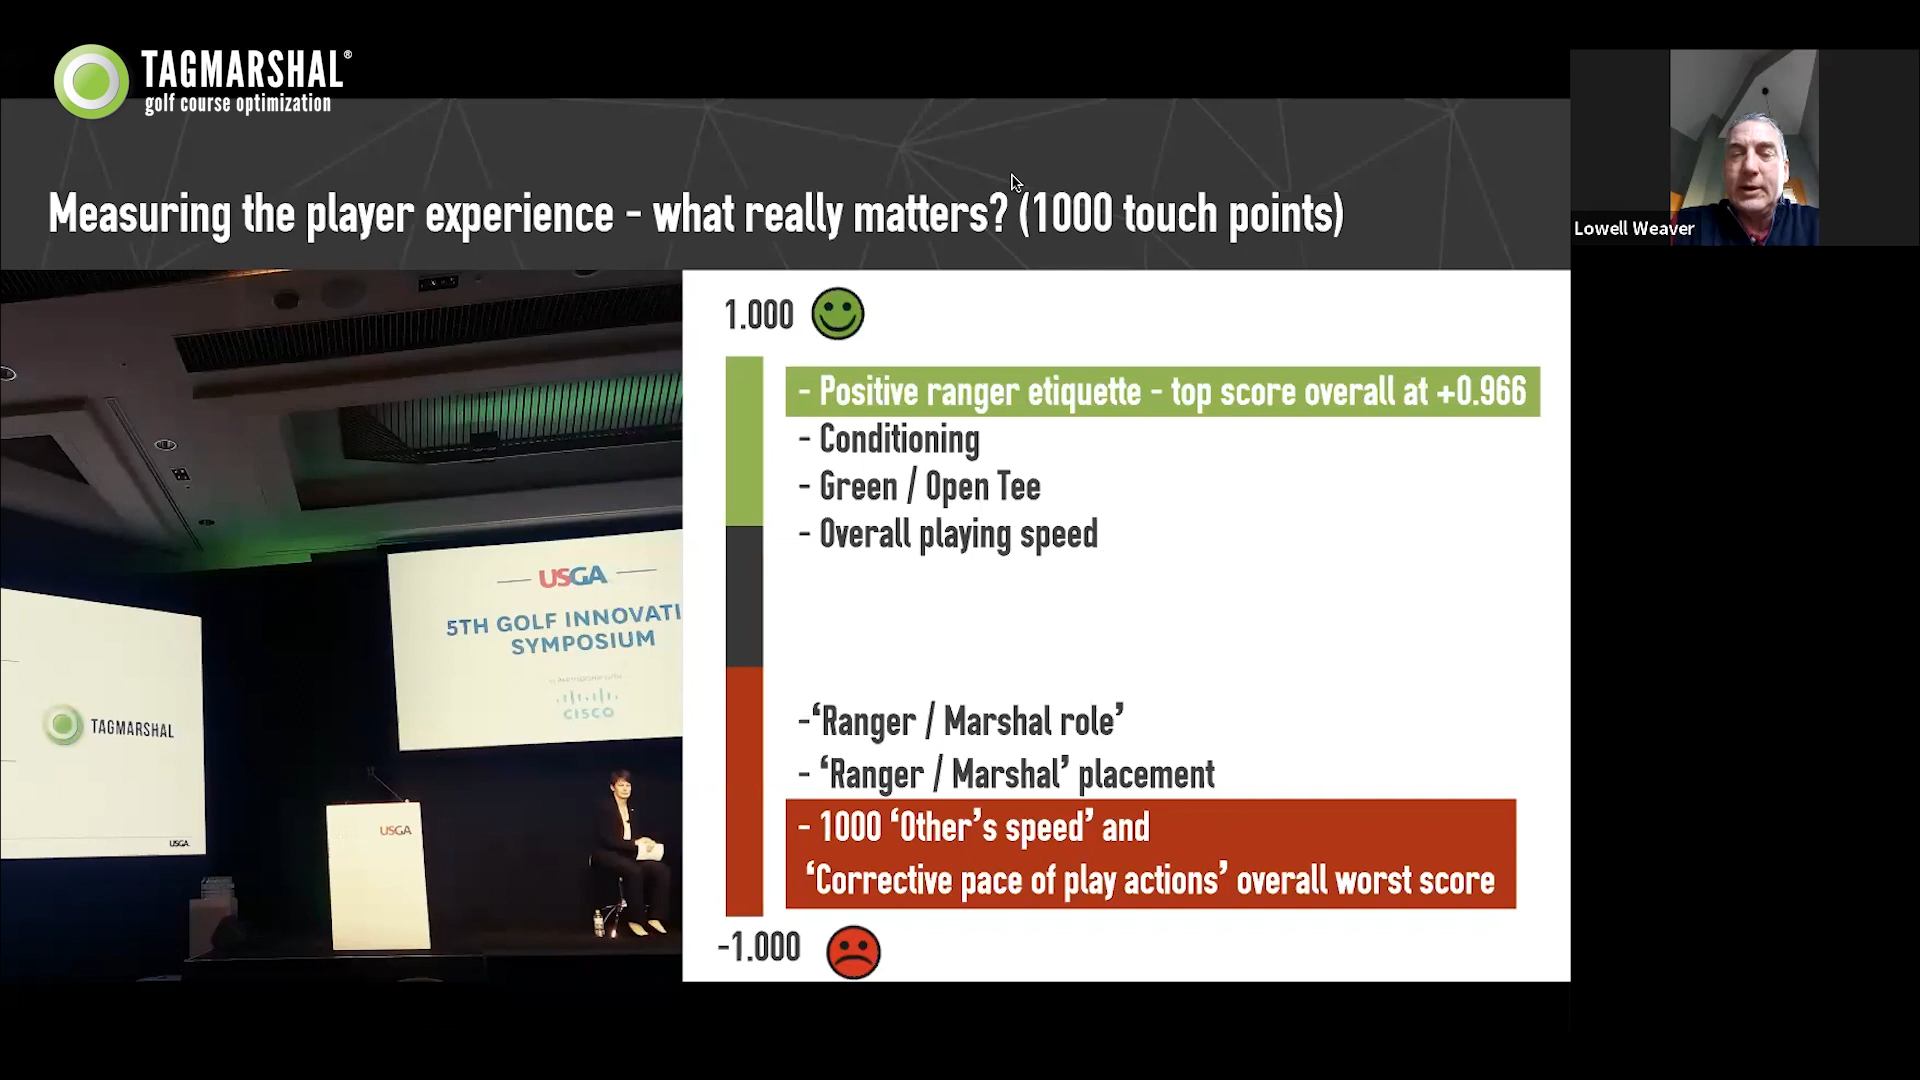 TAGMARSHAL®
golf course optimization
Measuring the player experience - what really matters? (1000 touch points)
Lowell Weaver
1.000
- Positive ranger etiquette - top score overall at +0.966
- Conditioning
- Green / Open Tee
- Overall playing speed
-‘Ranger / Marshal role’
- ‘Ranger / Marshal’ placement
- 1000 ‘Other’s speed’ and
‘Corrective pace of play actions’ overall worst score
-1.000
USGA
5TH GOLF INNOVATI
SYMPOSIUM
CISCO
TAGMARSHAL
USGA
USGA